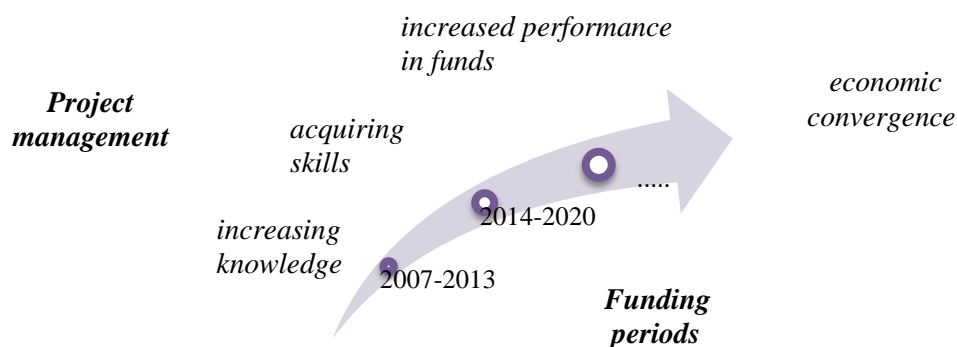 increased performance
in funds
economic
convergence
Project
management
acquiring
skills
.....
2014-2020
increasing
knowledge
2007-2013
Funding
periods